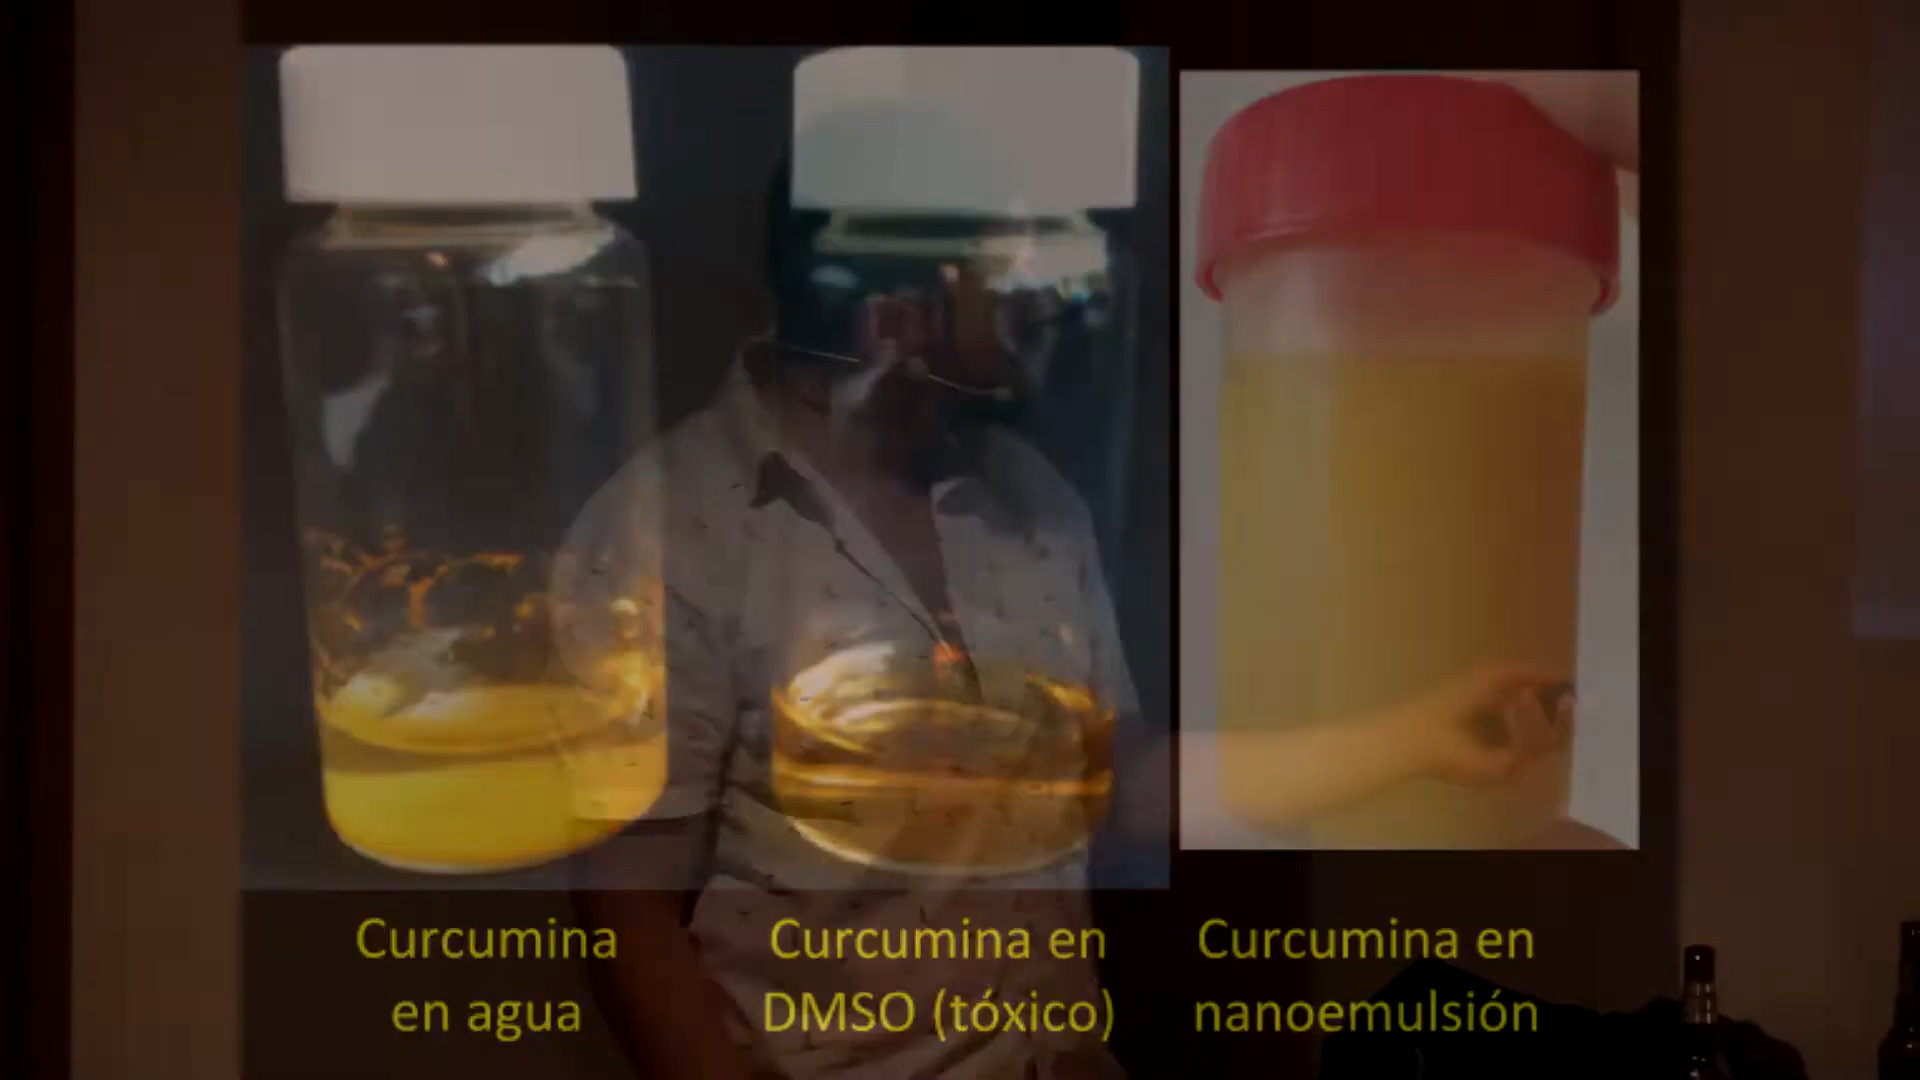 Curcumina
en agua
Curcumina en
DMSO (tóxico)
Curcumina en
nanoemulsión